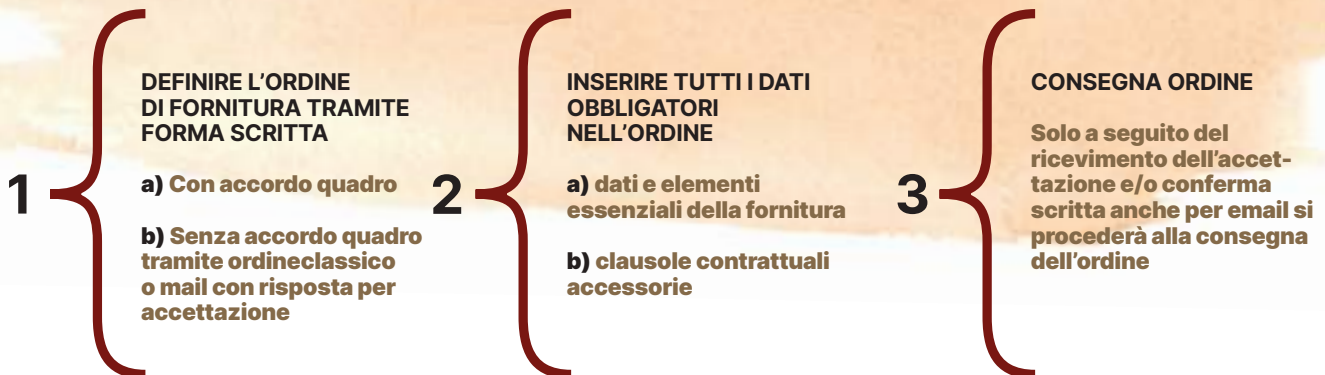 1
DEFINIRE L'ORDINE
DI FORNITURA TRAMITE
FORMA SCRITTA
a) Con accordo quadro
b) Senza accordo quadro
tramite ordineclassico
o mail con risposta per
accettazione
2
INSERIRE TUTTI I DATI
OBBLIGATORI
NELL'ORDINE
a) dati e elementi
essenziali della fornitura
b) clausole contrattuali
accessorie
3
CONSEGNA ORDINE
Solo a seguito del
ricevimento dell'accet-
tazione e/o conferma
scritta anche per email si
procederà alla consegna
dell'ordine